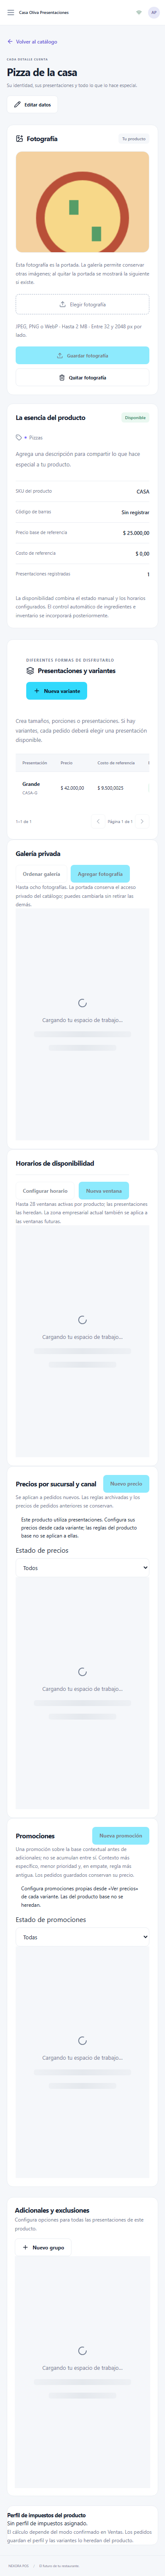 Casa Oliva Presentaciones
AP
Volver al catálogo
CADA DETALLE CUENTA
Pizza de la casa
Su identidad, sus presentaciones y todo lo que lo hace especial.
Editar datos
Fotografía
Tu producto
Esta fotografía es la portada. La galería permite conservar
otras imágenes; al quitar la portada se mostrará la siguiente
o existe.
Elegir fotografía
JPEG, PNG o WebP · Hasta 2 MB · Entre 32 y 2048 px por
lado.
Guardar fotografía
Quitar fotografía
La esencia del producto
Disponible
Pizzas
Agrega una descripción para compartir lo que hace
especial a tu producto.
SKU del producto
CASA
Código de barras
Sin registrar
Precio base de referencia
$ 25.000,00
Costo de referencia
$ 0,00
Presentaciones registradas
1
La disponibilidad combina el estado manual y los horarios
configurados. El control automático de ingredientes e
inventario se incorporará posteriormente.
DIFERENTES FORMAS DE DISFRUTARLO
Presentaciones y variantes
Nueva variante
Crea tamaños, porciones o presentaciones. Si hay
variantes, cada pedido deberá elegir una presentación
disponible.
Presentación
Precio
Costo de referencia
Grande
CASA-G
$ 42.000,00
$ 9.500,0025
1–1 de 1
Página 1 de 1
Galería privada
Ordenar galería
Agregar fotografía
Hasta ocho fotografías. La portada conserva el acceso
privado del catálogo; puedes cambiarla sin retirar las
demás.
Cargando tu espacio de trabajo…
Horarios de disponibilidad
Configurar horario
Nueva ventana
Hasta 28 ventanas activas por producto; las presentaciones
las heredan. La zona empresarial actual también se aplica a
las ventanas futuras.
Cargando tu espacio de trabajo…
Precios por sucursal y canal
Nuevo precio
Se aplican a pedidos nuevos. Las reglas archivadas y los
precios de pedidos anteriores se conservan.
Este producto utiliza presentaciones. Configura sus
precios desde cada variante; las reglas del producto
base no se aplican a ellas.
Estado de precios
Todos
Cargando tu espacio de trabajo…
Promociones
Nueva promoción
Una promoción sobre la base contextual antes de
adicionales: no se acumulan entre sí. Contexto más
específico, menor prioridad y, en empate, regla más
antigua. Los pedidos guardados conservan su precio.
Configura promociones propias desde «Ver precios»
de cada variante. Las del producto base no se
heredan.
Estado de promociones
Todas
Cargando tu espacio de trabajo…
Adicionales y exclusiones
Configura opciones para todas las presentaciones de este
producto.
Nuevo grupo
Cargando tu espacio de trabajo…
Perfil de impuestos del producto
Sin perfil de impuestos asignado.
El cálculo depende del modo confirmado en Ventas. Los pedidos
guardan el perfil y las variantes lo heredan del producto.